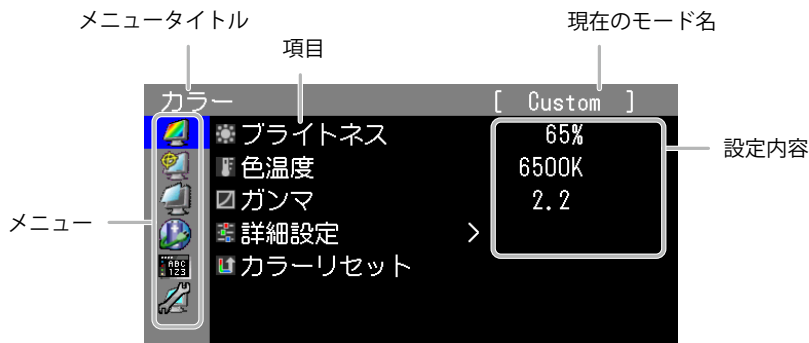 メニュータイトル
現在のモード名
項目
カラー [ Custom ]
ブライトネス 65%
設定内容
色温度 6500K
ガンマ 2.2
メニュー
詳細設定 >
カラーリセット
ABC
123